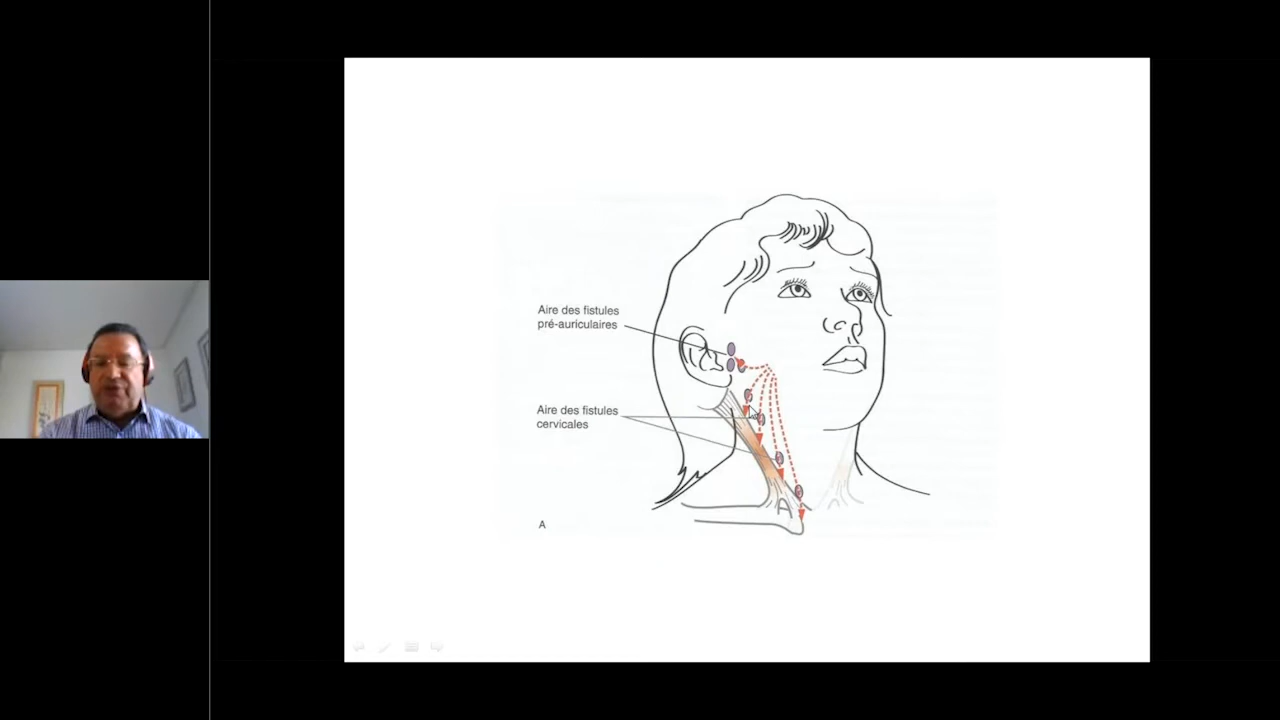 Aire des fistules
pré-auriculaires
Aire des fistules
cervicales
A